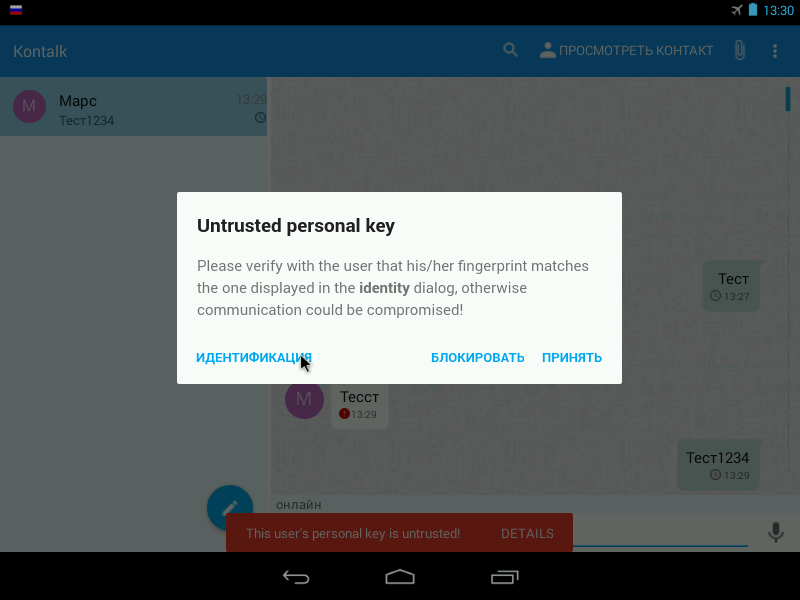 13:30
Kontalk
ПРОСМОТРЕТЬ КОНТАКТ
М
Марс
13:29
Тест1234
Untrusted personal key
Please verify with the user that his/her fingerprint matches
the one displayed in the identity dialog, otherwise
communication could be compromised!
ИДЕНТИФИКАЦИЯ
БЛОКИРОВАТЬ
ПРИНЯТЬ
Тест
13:27
М
Тесст
13:29
Тест1234
13:29
онлайн
This user's personal key is untrusted!
DETAILS